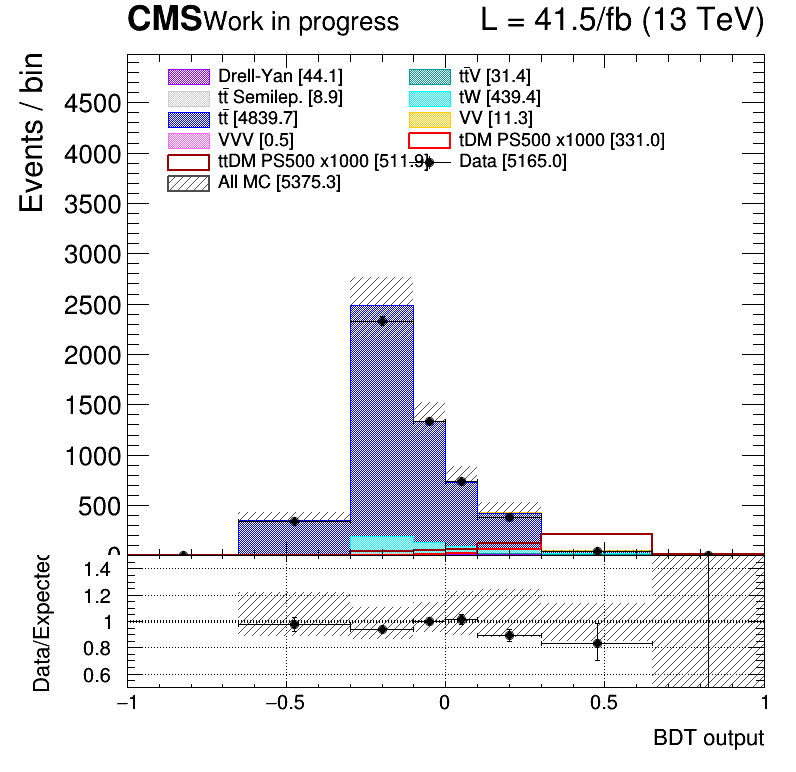 CMS Work in progress L = 41.5/fb (13 TeV)
Events / bin
Drell-Yan [44.1] tt̄V [31.4]
tt̄ Semilep. [8.9] tW [439.4]
tt̄ [4839.7] VV [11.3]
VVV [0.5] tDM PS500 x1000 [331.0]
ttDM PS500 x1000 [511.9] Data [5165.0]
All MC [5375.3]
4500
4000
3500
3000
2500
2000
1500
1000
500
0
Data/Expected
1.4
1.2
1
0.8
0.6
−1 −0.5 0 0.5 1
BDT output